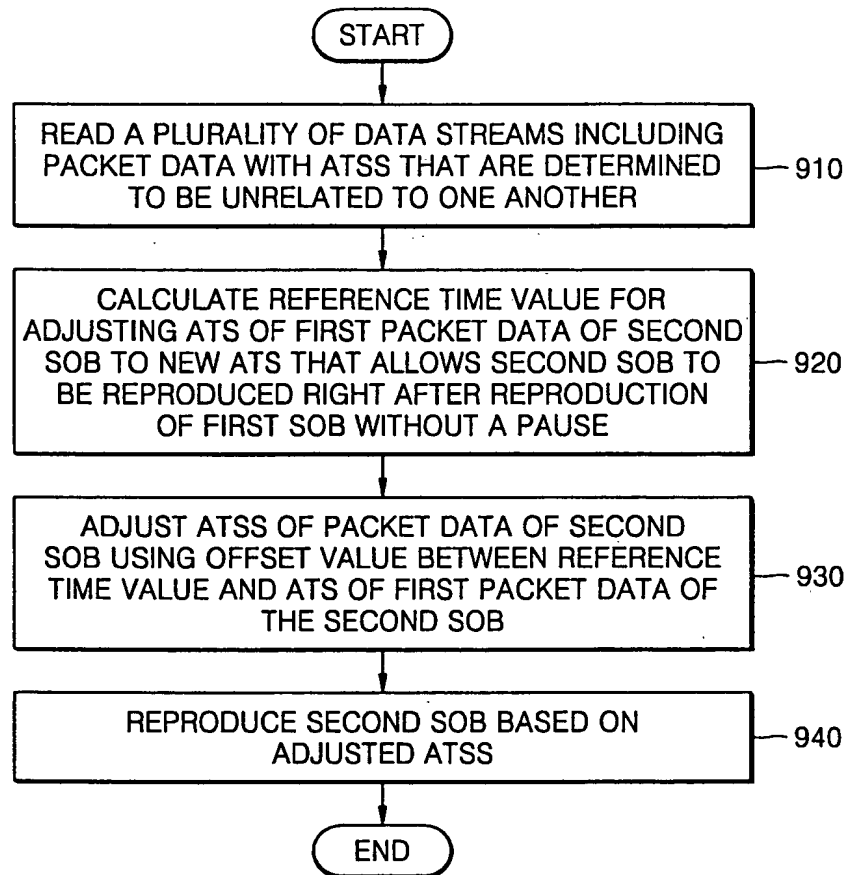 START
READ A PLURALITY OF DATA STREAMS INCLUDING
PACKET DATA WITH ATSS THAT ARE DETERMINED
TO BE UNRELATED TO ONE ANOTHER
910
CALCULATE REFERENCE TIME VALUE FOR
ADJUSTING ATS OF FIRST PACKET DATA OF SECOND
SOB TO NEW ATS THAT ALLOWS SECOND SOB TO
BE REPRODUCED RIGHT AFTER REPRODUCTION
OF FIRST SOB WITHOUT A PAUSE
920
ADJUST ATSS OF PACKET DATA OF SECOND
SOB USING OFFSET VALUE BETWEEN REFERENCE
TIME VALUE AND ATS OF FIRST PACKET DATA OF
THE SECOND SOB
930
REPRODUCE SECOND SOB BASED ON
ADJUSTED ATSS
940
END